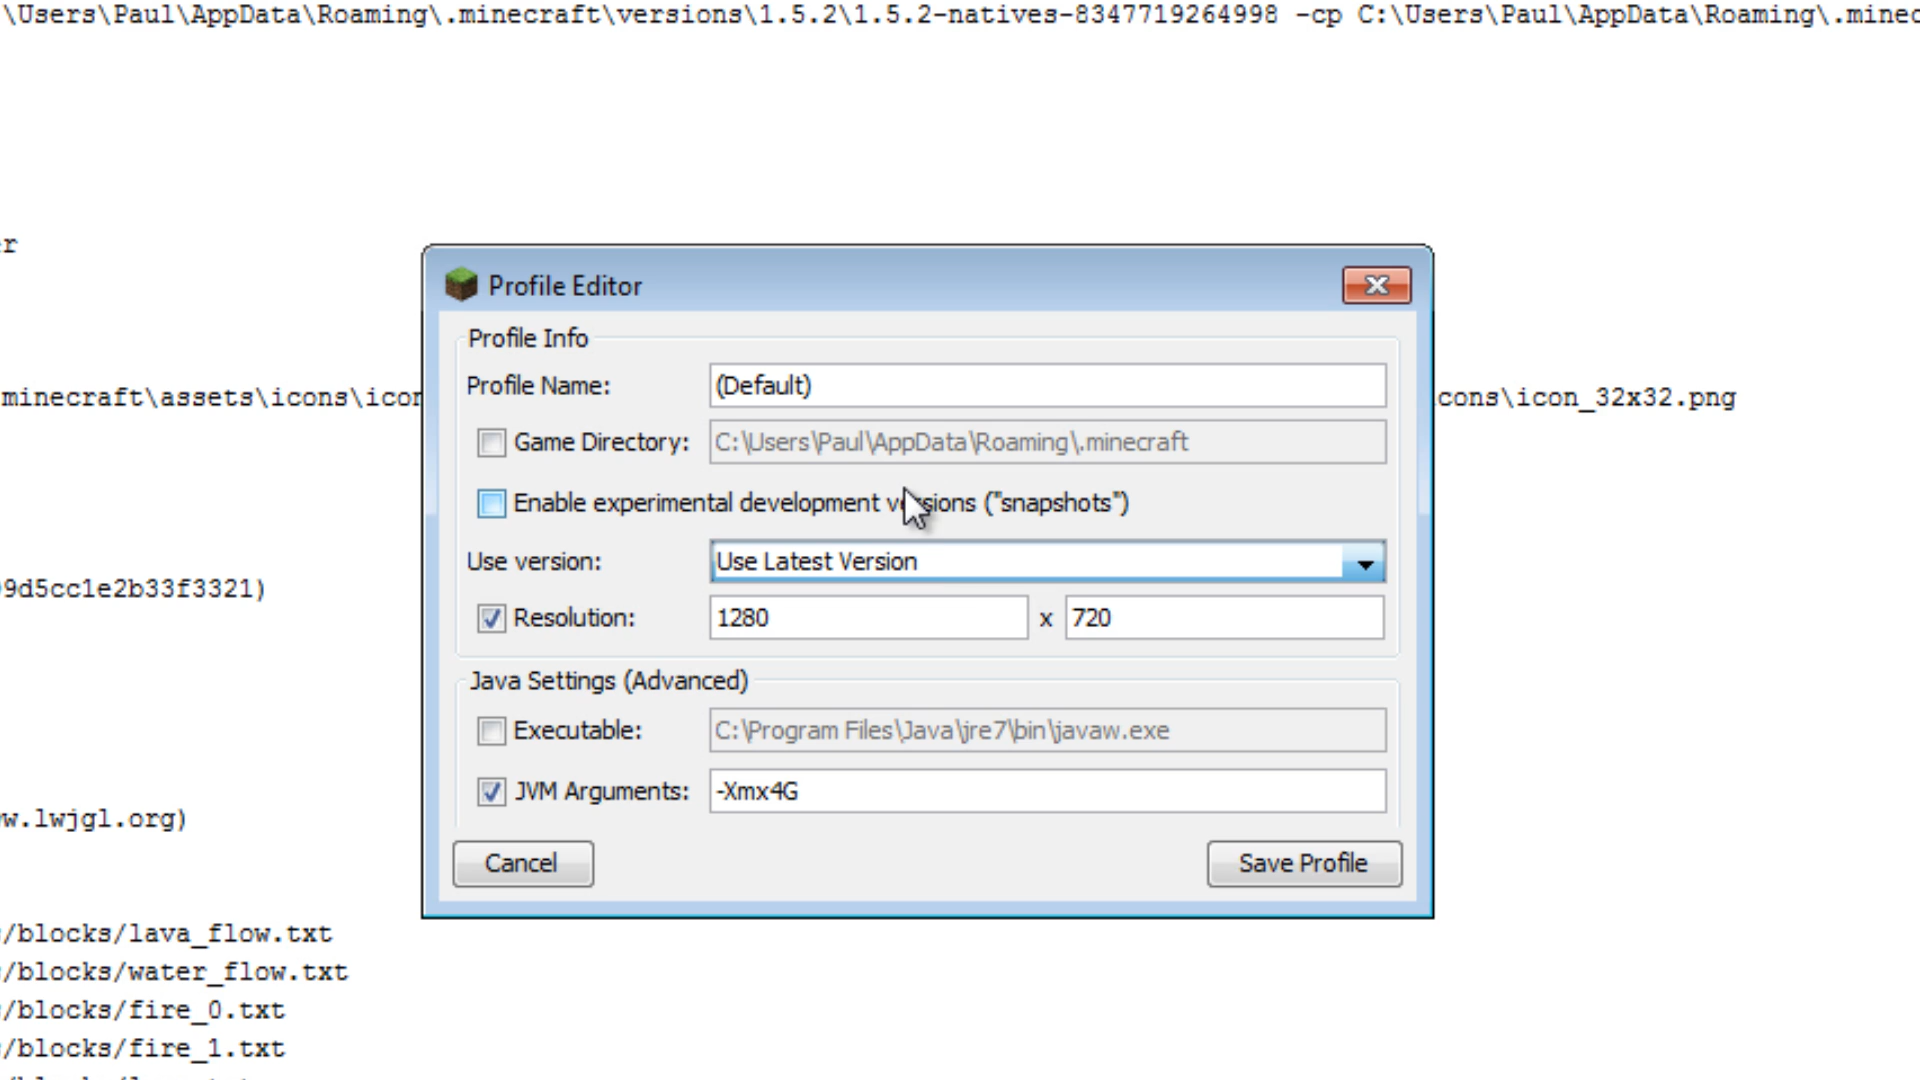 \Users\Paul\AppData\Roaming\.minecraft\versions\1.5.2\1.5.2-natives-8347719264998 -cp C:\Users\Paul\AppData\Roaming\.minec
er
Profile Editor
Profile Info
minecraft\assets\icons\icon
Profile Name: (Default)
cons\icon_32x32.png
Game Directory: C:\Users\Paul\AppData\Roaming\.minecraft
Enable experimental development versions ("snapshots")
Use version: Use Latest Version
9d5cc1e2b33f3321)
Resolution: 1280 x 720
Java Settings (Advanced)
Executable: C:\Program Files\Java\jre7\bin\javaw.exe
JVM Arguments: -Xmx4G
w.lwjgl.org)
Cancel Save Profile
/blocks/lava_flow.txt
/blocks/water_flow.txt
/blocks/fire_0.txt
/blocks/fire_1.txt